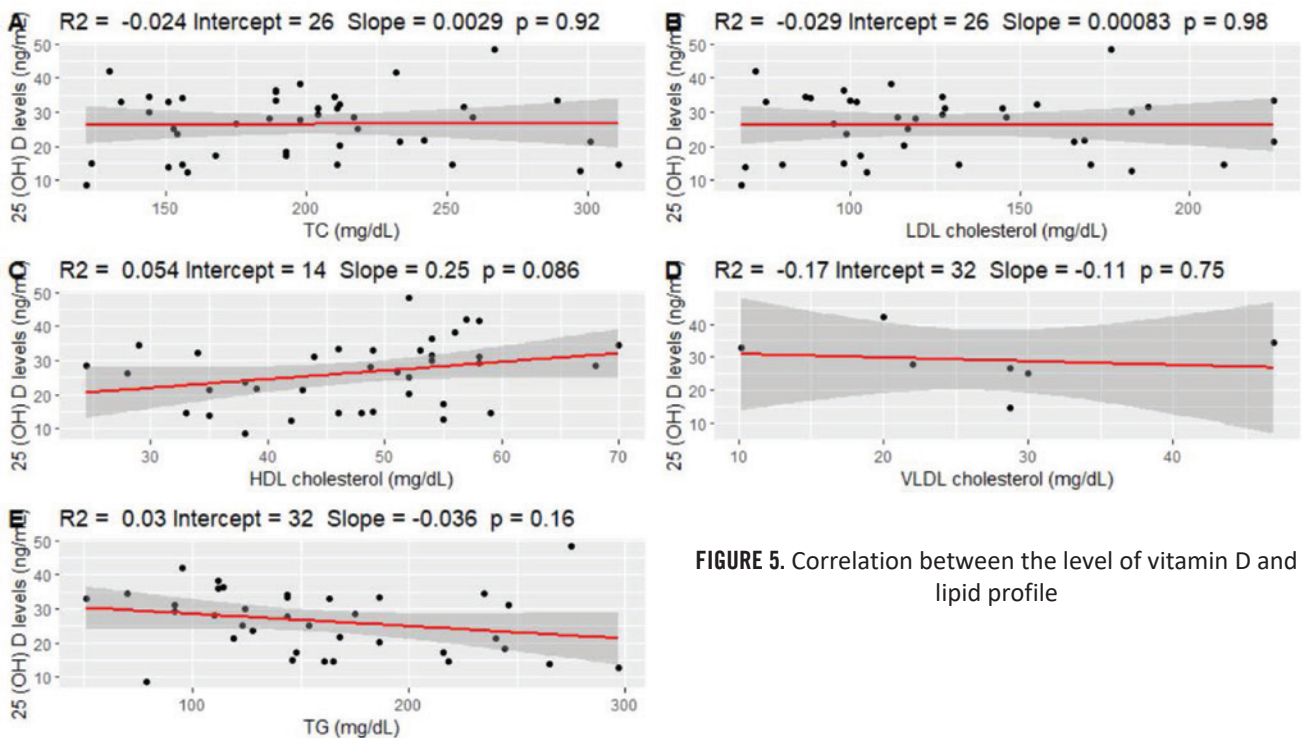 A R2 = -0.024 Intercept = 26 Slope = 0.0029 p = 0.92
25 (OH) D levels (ng/mL)
50
40
30
20
10
150 200 250 300
TC (mg/dL)
B R2 = -0.029 Intercept = 26 Slope = 0.00083 p = 0.98
25 (OH) D levels (ng/mL)
50
40
30
20
10
100 150 200
LDL cholesterol (mg/dL)
C R2 = 0.054 Intercept = 14 Slope = 0.25 p = 0.086
25 (OH) D levels (ng/mL)
50
40
30
20
10
30 40 50 60 70
HDL cholesterol (mg/dL)
D R2 = -0.17 Intercept = 32 Slope = -0.11 p = 0.75
25 (OH) D levels (ng/mL)
40
30
20
10
10 20 30 40
VLDL cholesterol (mg/dL)
E R2 = 0.03 Intercept = 32 Slope = -0.036 p = 0.16
25 (OH) D levels (ng/mL)
50
40
30
20
10
100 200 300
TG (mg/dL)
FIGURE 5. Correlation between the level of vitamin D and
lipid profile